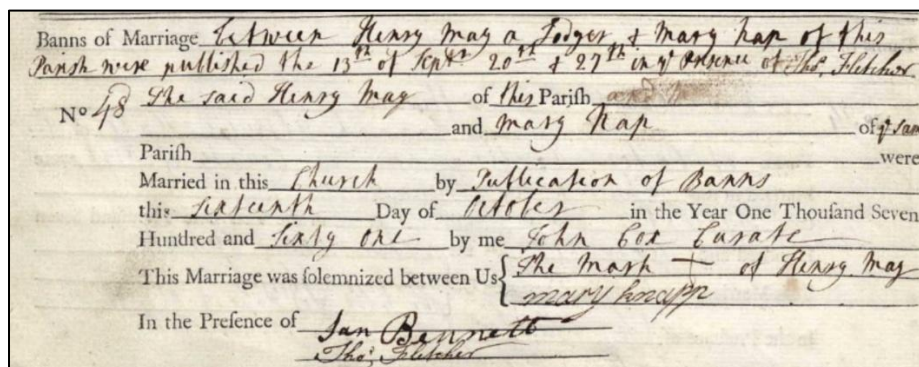 Banns of Marriage between Henry May a Lodger & Mary Nap of this
Parish were published the 13th of Septr 20th & 27th in ye Presence of Thos. Fletcher
No 48 The said Henry May of this Parish
and Mary Nap of ye Sam
Parish were
Married in this Church by Publication of Banns
this Sixteenth Day of October in the Year One Thousand Seven
Hundred and Sixty One by me John Cox Curate
This Marriage was solemnized between Us { The Mark + of Henry May
mary knapp
In the Presence of Jan Bennett
Thos. Fletcher